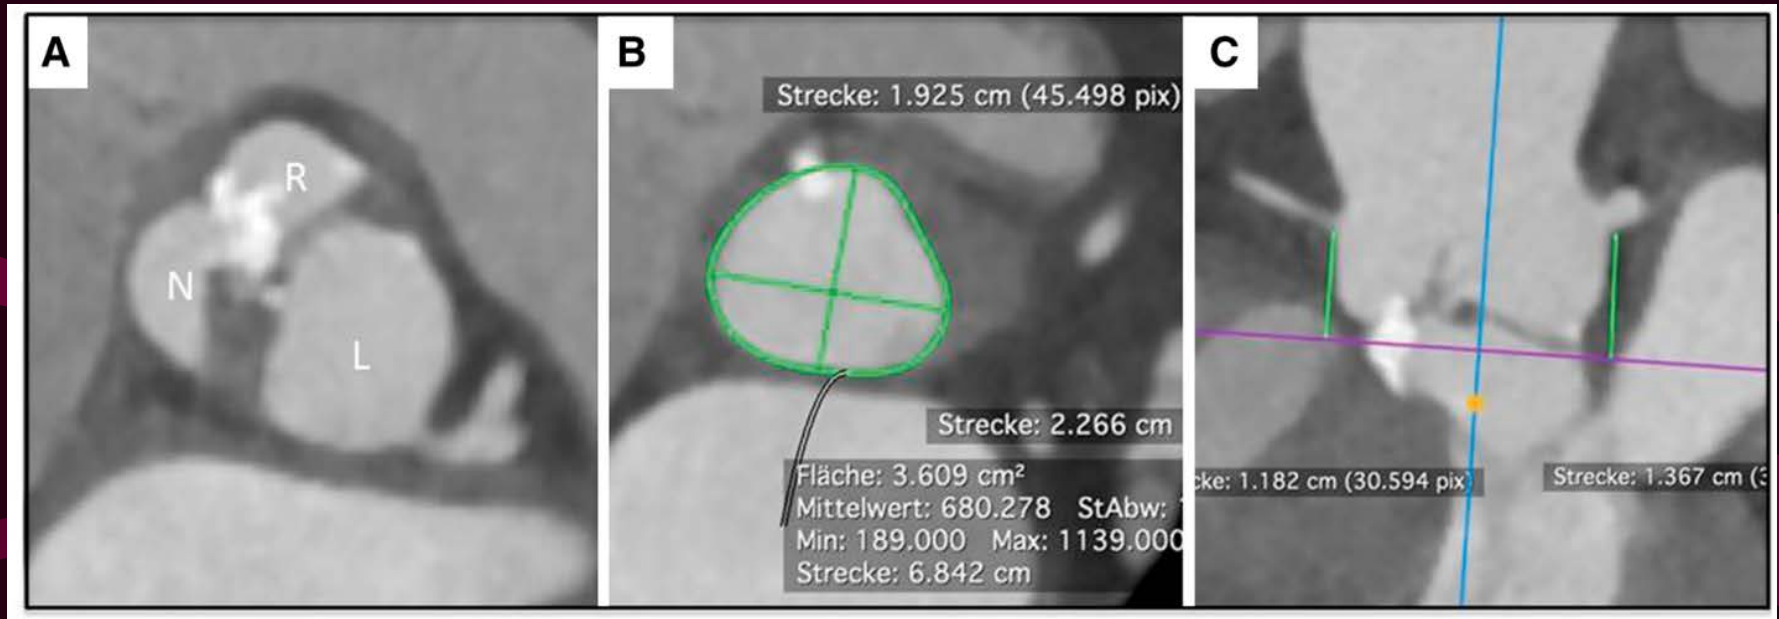 A
R
N
L
B
Strecke: 1.925 cm (45.498 pix)
Strecke: 2.266 cm
Fläche: 3.609 cm²
Mittelwert: 680.278 StAbw:
Min: 189.000 Max: 1139.000
Strecke: 6.842 cm
C
cke: 1.182 cm (30.594 pix)
Strecke: 1.367 cm (3